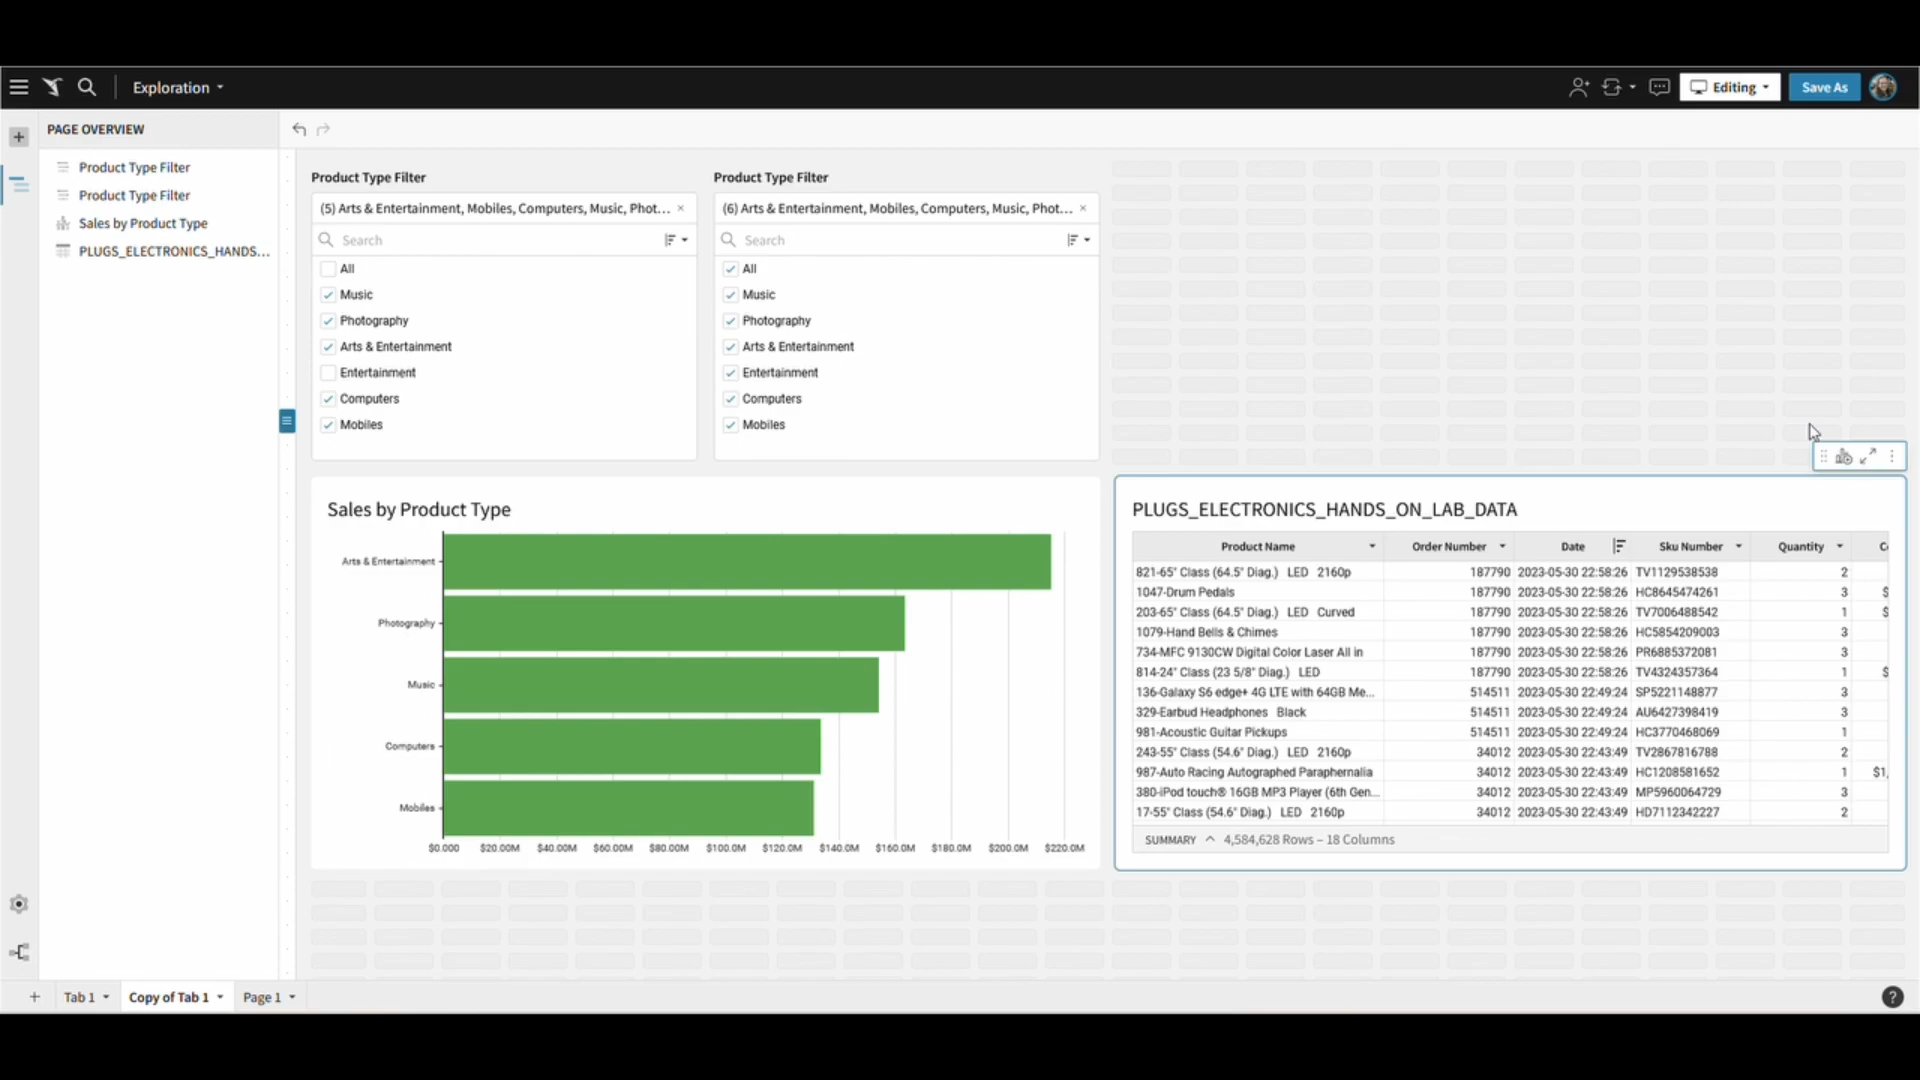 Exploration
Editing
Save As
PAGE OVERVIEW
Product Type Filter
Product Type Filter
Sales by Product Type
PLUGS_ELECTRONICS_HANDS...
Product Type Filter
(5) Arts & Entertainment, Mobiles, Computers, Music, Phot...
Search
All
Music
Photography
Arts & Entertainment
Entertainment
Computers
Mobiles
Product Type Filter
(6) Arts & Entertainment, Mobiles, Computers, Music, Phot...
Search
All
Music
Photography
Arts & Entertainment
Entertainment
Computers
Mobiles
Sales by Product Type
Arts & Entertainment
Photography
Music
Computers
Mobiles
$0.000 $20.00M $40.00M $60.00M $80.00M $100.0M $120.0M $140.0M $160.0M $180.0M $200.0M $220.0M
PLUGS_ELECTRONICS_HANDS_ON_LAB_DATA
Product Name Order Number Date Sku Number Quantity
821-65" Class (64.5" Diag.) LED 2160p 187790 2023-05-30 22:58:26 TV1129538538 2
1047-Drum Pedals 187790 2023-05-30 22:58:26 HC8645474261 3 $
203-65" Class (64.5" Diag.) LED Curved 187790 2023-05-30 22:58:26 TV7006488542 1 $
1079-Hand Bells & Chimes 187790 2023-05-30 22:58:26 HC5854209003 3
734-MFC 9130CW Digital Color Laser All in 187790 2023-05-30 22:58:26 PR6885372081 3
814-24" Class (23 5/8" Diag.) LED 187790 2023-05-30 22:58:26 TV4324357364 1 $
136-Galaxy S6 edge+ 4G LTE with 64GB Me... 514511 2023-05-30 22:49:24 SP5221148877 3
329-Earbud Headphones Black 514511 2023-05-30 22:49:24 AU6427398419 3
981-Acoustic Guitar Pickups 514511 2023-05-30 22:49:24 HC3770468069 1
243-55" Class (54.6" Diag.) LED 2160p 34012 2023-05-30 22:43:49 TV2867816788 2
987-Auto Racing Autographed Paraphernalia 34012 2023-05-30 22:43:49 HC1208581652 1 $1,
380-iPod touch® 16GB MP3 Player (6th Gen... 34012 2023-05-30 22:43:49 MP5960064729 3
17-55" Class (54.6" Diag.) LED 2160p 34012 2023-05-30 22:43:49 HD7112342227 2
SUMMARY 4,584,628 Rows – 18 Columns
Tab 1
Copy of Tab 1
Page 1